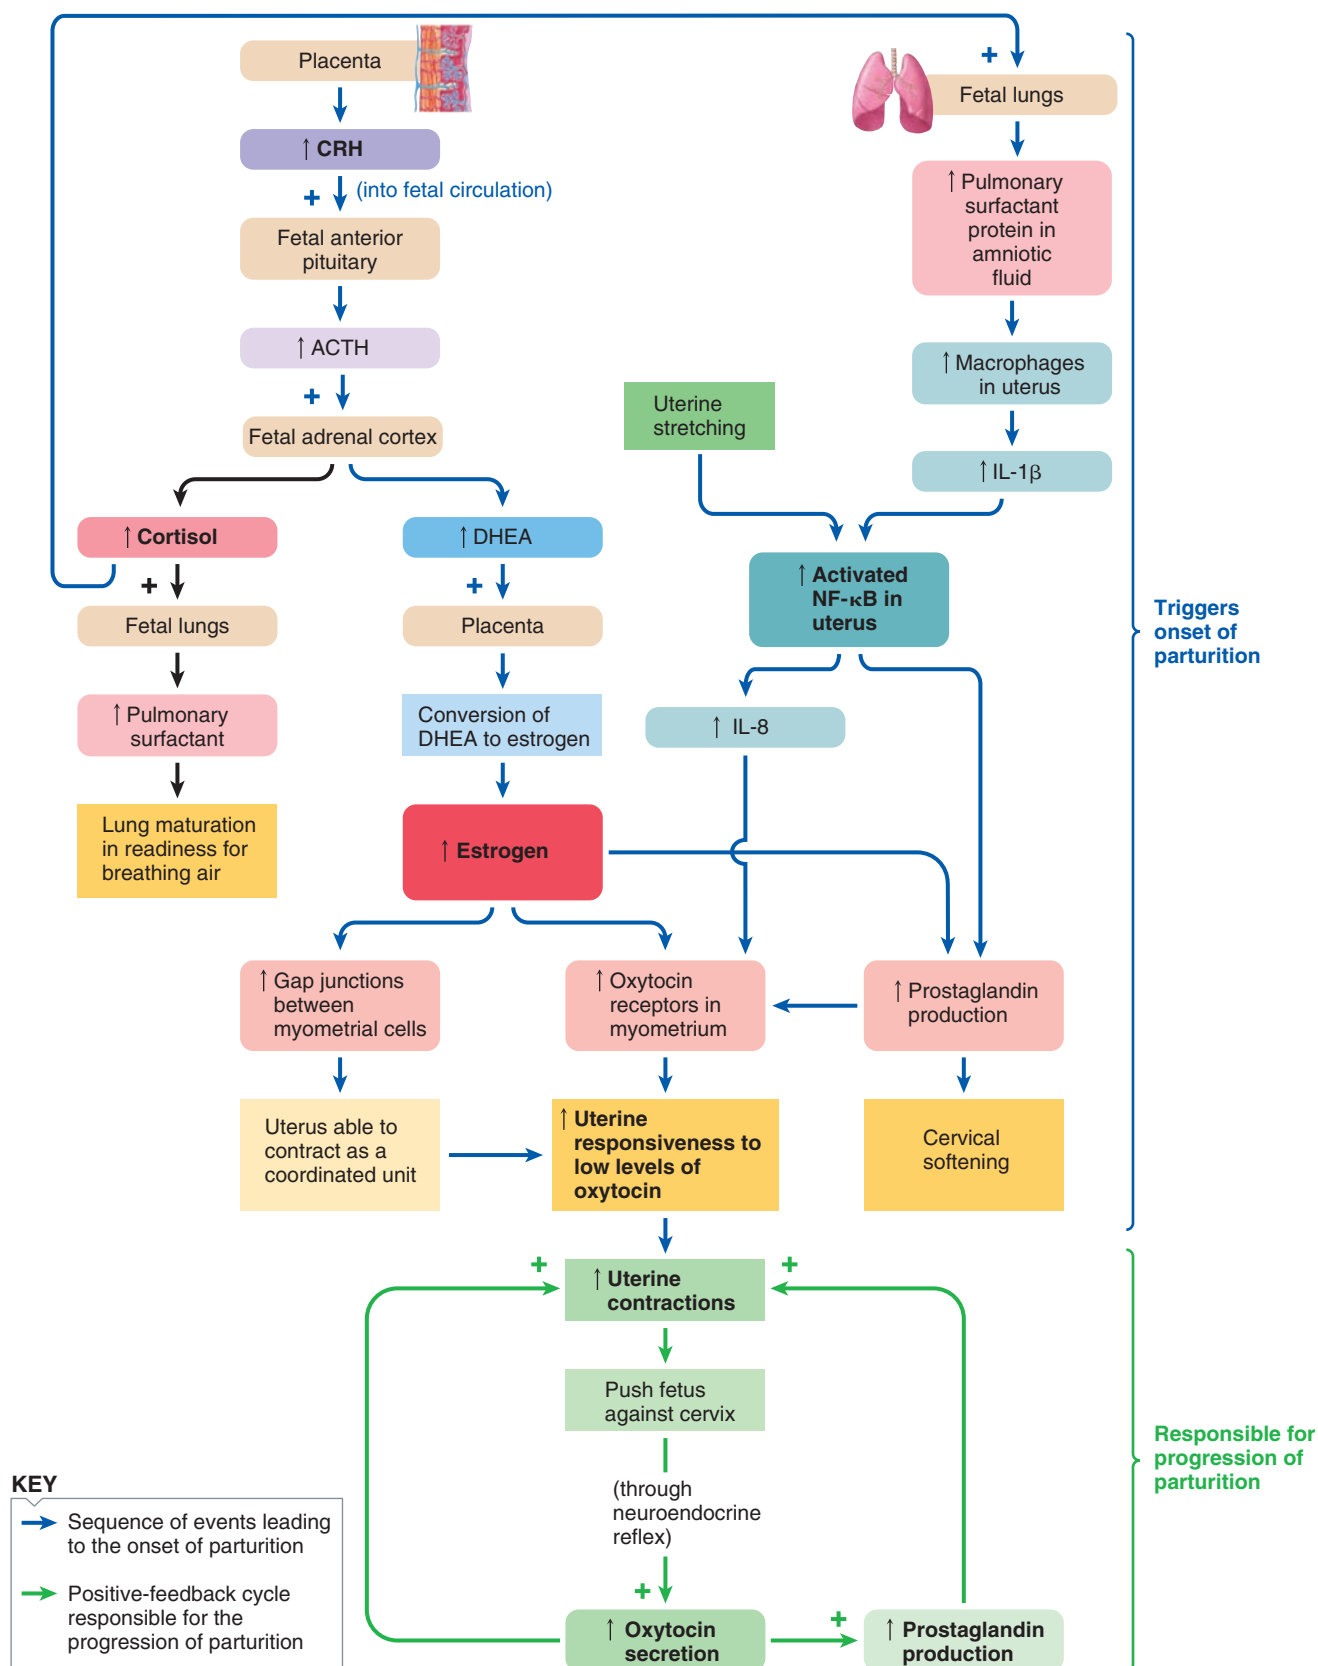 Placenta
↑ CRH
+ (into fetal circulation)
Fetal anterior
pituitary
↑ ACTH
+
Fetal adrenal cortex
↑ Cortisol
+
Fetal lungs
↑ Pulmonary
surfactant
Lung maturation
in readiness for
breathing air
↑ DHEA
+
Placenta
Conversion of
DHEA to estrogen
↑ Estrogen
+
Fetal lungs
↑ Pulmonary
surfactant
protein in
amniotic
fluid
↑ Macrophages
in uterus
↑ IL-1β
Uterine
stretching
↑ Activated
NF-κB in
uterus
↑ IL-8
↑ Gap junctions
between
myometrial cells
↑ Oxytocin
receptors in
myometrium
↑ Prostaglandin
production
Uterus able to
contract as a
coordinated unit
↑ Uterine
responsiveness to
low levels of
oxytocin
Cervical
softening
Triggers
onset of
parturition
+ +
↑ Uterine
contractions
Push fetus
against cervix
(through
neuroendocrine
reflex)
+
↑ Oxytocin
secretion
+
↑ Prostaglandin
production
Responsible for
progression of
parturition
KEY
Sequence of events leading
to the onset of parturition
Positive-feedback cycle
responsible for the
progression of parturition